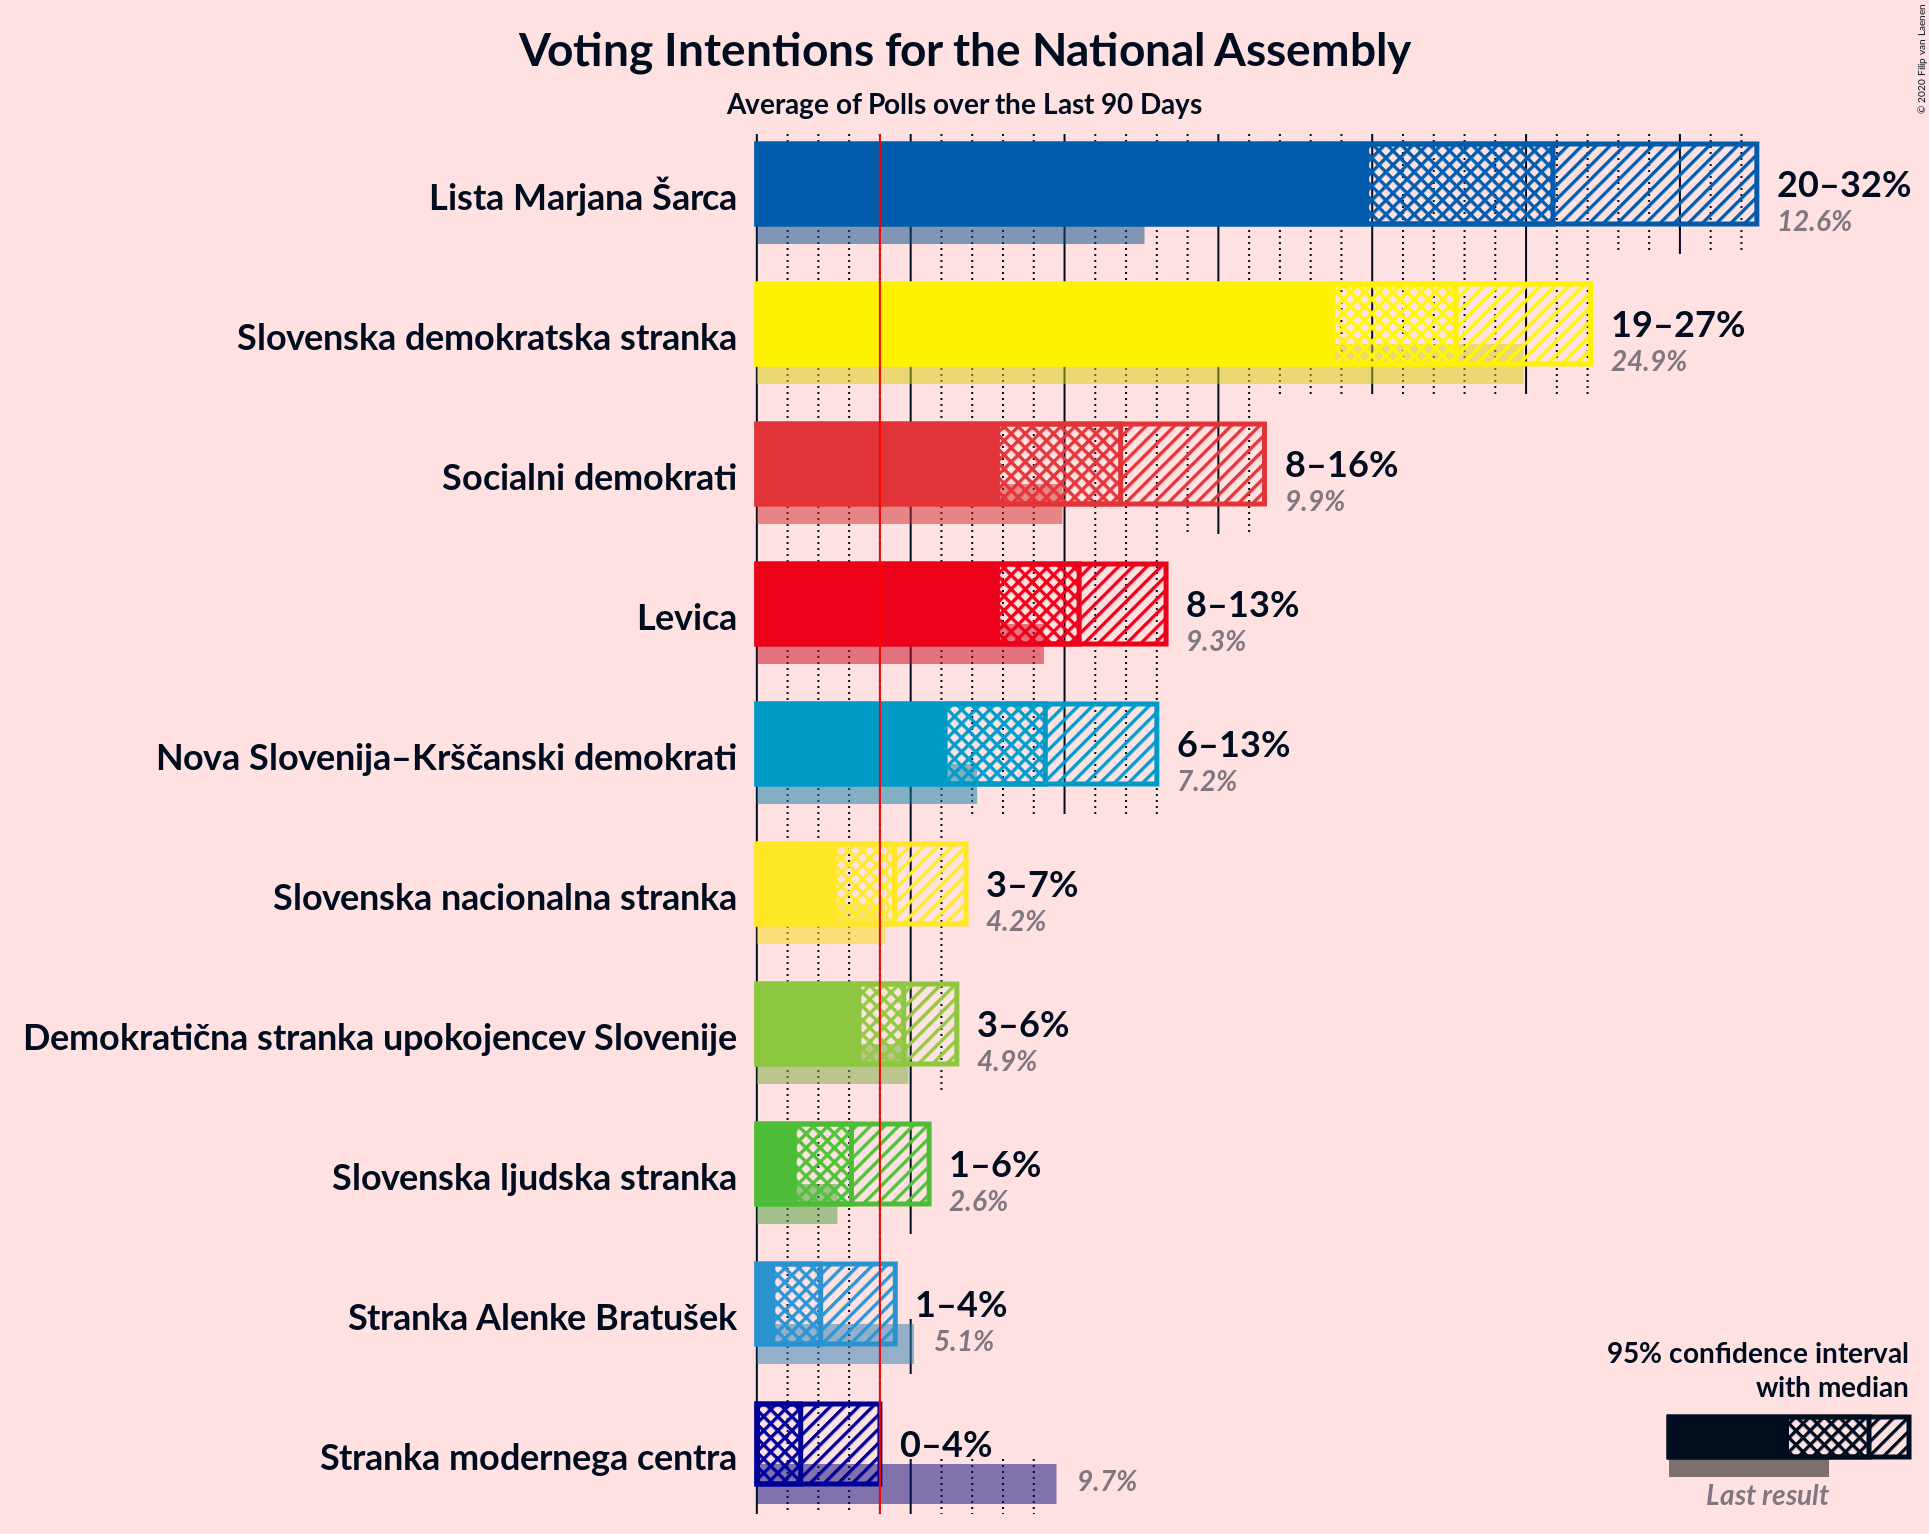 Voting Intentions for the National Assembly
Average of Polls over the Last 90 Days
© 2020 Filip van Laenen
Lista Marjana Šarca
20–32%
12.6%
Slovenska demokratska stranka
19–27%
24.9%
Socialni demokrati
8–16%
9.9%
Levica
8–13%
9.3%
Nova Slovenija–Krščanski demokrati
6–13%
7.2%
Slovenska nacionalna stranka
3–7%
4.2%
Demokratična stranka upokojencev Slovenije
3–6%
4.9%
Slovenska ljudska stranka
1–6%
2.6%
Stranka Alenke Bratušek
1–4%
5.1%
Stranka modernega centra
0–4%
9.7%
95% confidence interval
with median
Last result